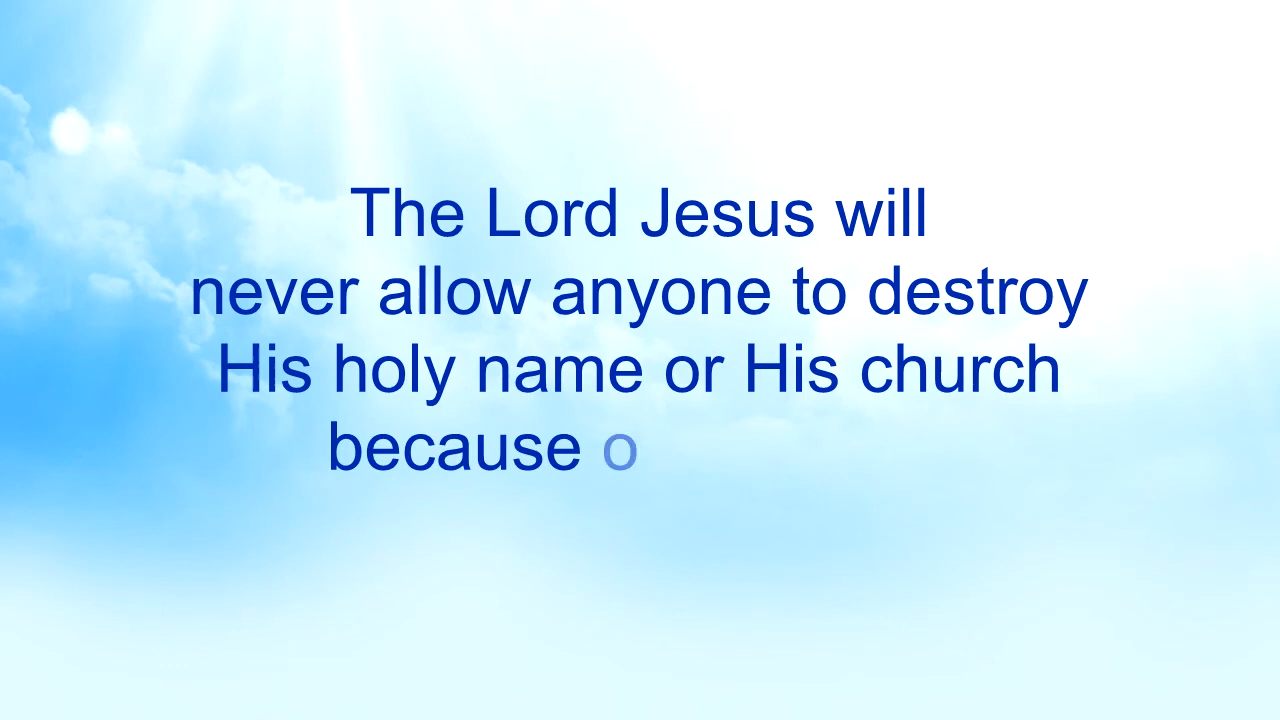 The Lord Jesus will
never allow anyone to destroy
His holy name or His church
because o